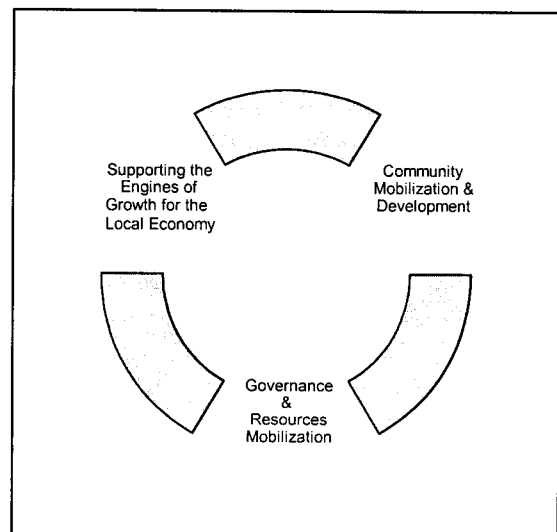 Supporting the
Engines of
Growth for the
Local Economy
Community
Mobilization &
Development
Governance
&
Resources
Mobilization